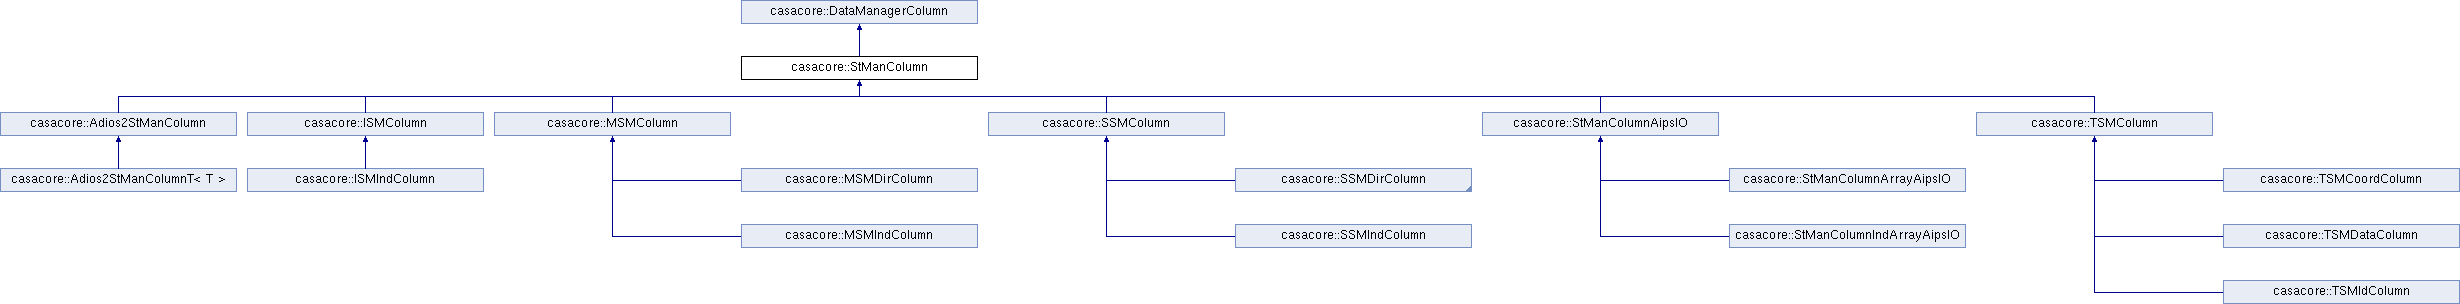 casacore::DataManagerColumn
casacore::StManColumn
casacore::Adios2StManColumn
casacore::ISMColumn
casacore::MSMColumn
casacore::SSMColumn
casacore::StManColumnAipsIO
casacore::TSMColumn
casacore::Adios2StManColumnT< T >
casacore::ISMIndColumn
casacore::MSMDirColumn
casacore::SSMDirColumn
casacore::StManColumnArrayAipsIO
casacore::TSMCoordColumn
casacore::MSMIndColumn
casacore::SSMIndColumn
casacore::StManColumnIndArrayAipsIO
casacore::TSMDataColumn
casacore::TSMIdColumn